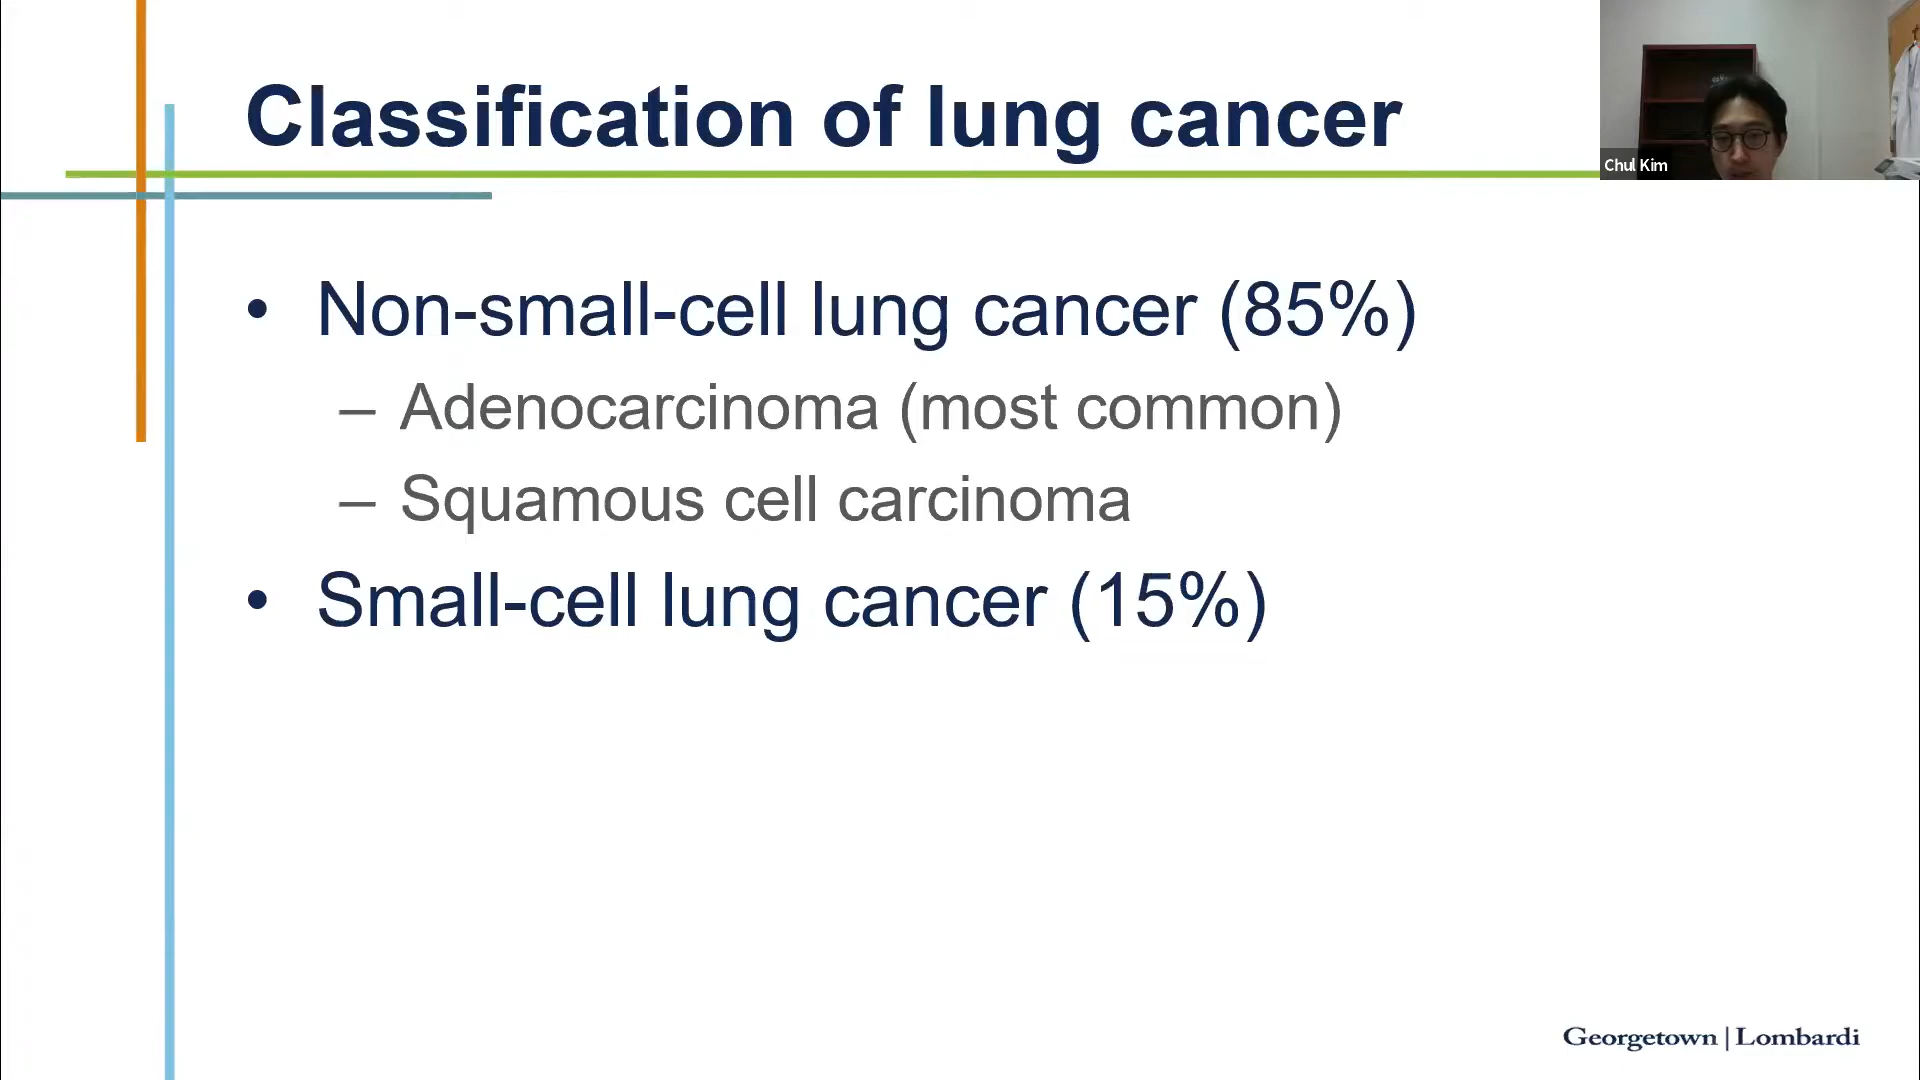 Classification of lung cancer
Chul Kim
• Non-small-cell lung cancer (85%)
– Adenocarcinoma (most common)
– Squamous cell carcinoma
• Small-cell lung cancer (15%)
Georgetown | Lombardi